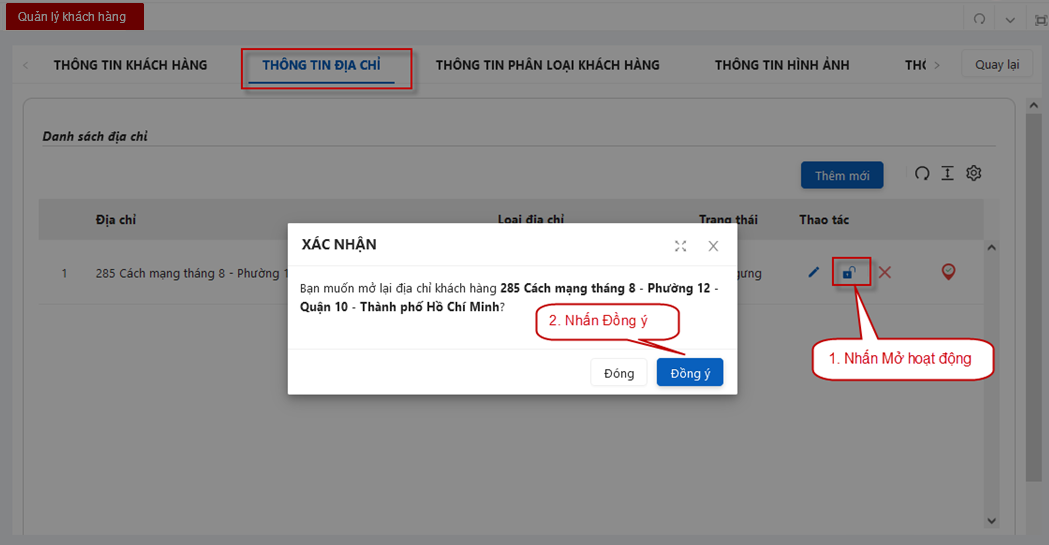 Quản lý khách hàng
THÔNG TIN KHÁCH HÀNG THÔNG TIN ĐỊA CHỈ THÔNG TIN PHÂN LOẠI KHÁCH HÀNG THÔNG TIN HÌNH ẢNH Quay lại
Danh sách địa chỉ
Thêm mới
Địa chỉ Loại địa chỉ Trạng thái Thao tác
XÁC NHẬN
1 285 Cách mạng tháng 8 - Phường
Bạn muốn mở lại địa chỉ khách hàng 285 Cách mạng tháng 8 - Phường 12 -
Quận 10 - Thành phố Hồ Chí Minh?
2. Nhấn Đồng ý
1. Nhấn Mở hoạt động
Đóng Đồng ý